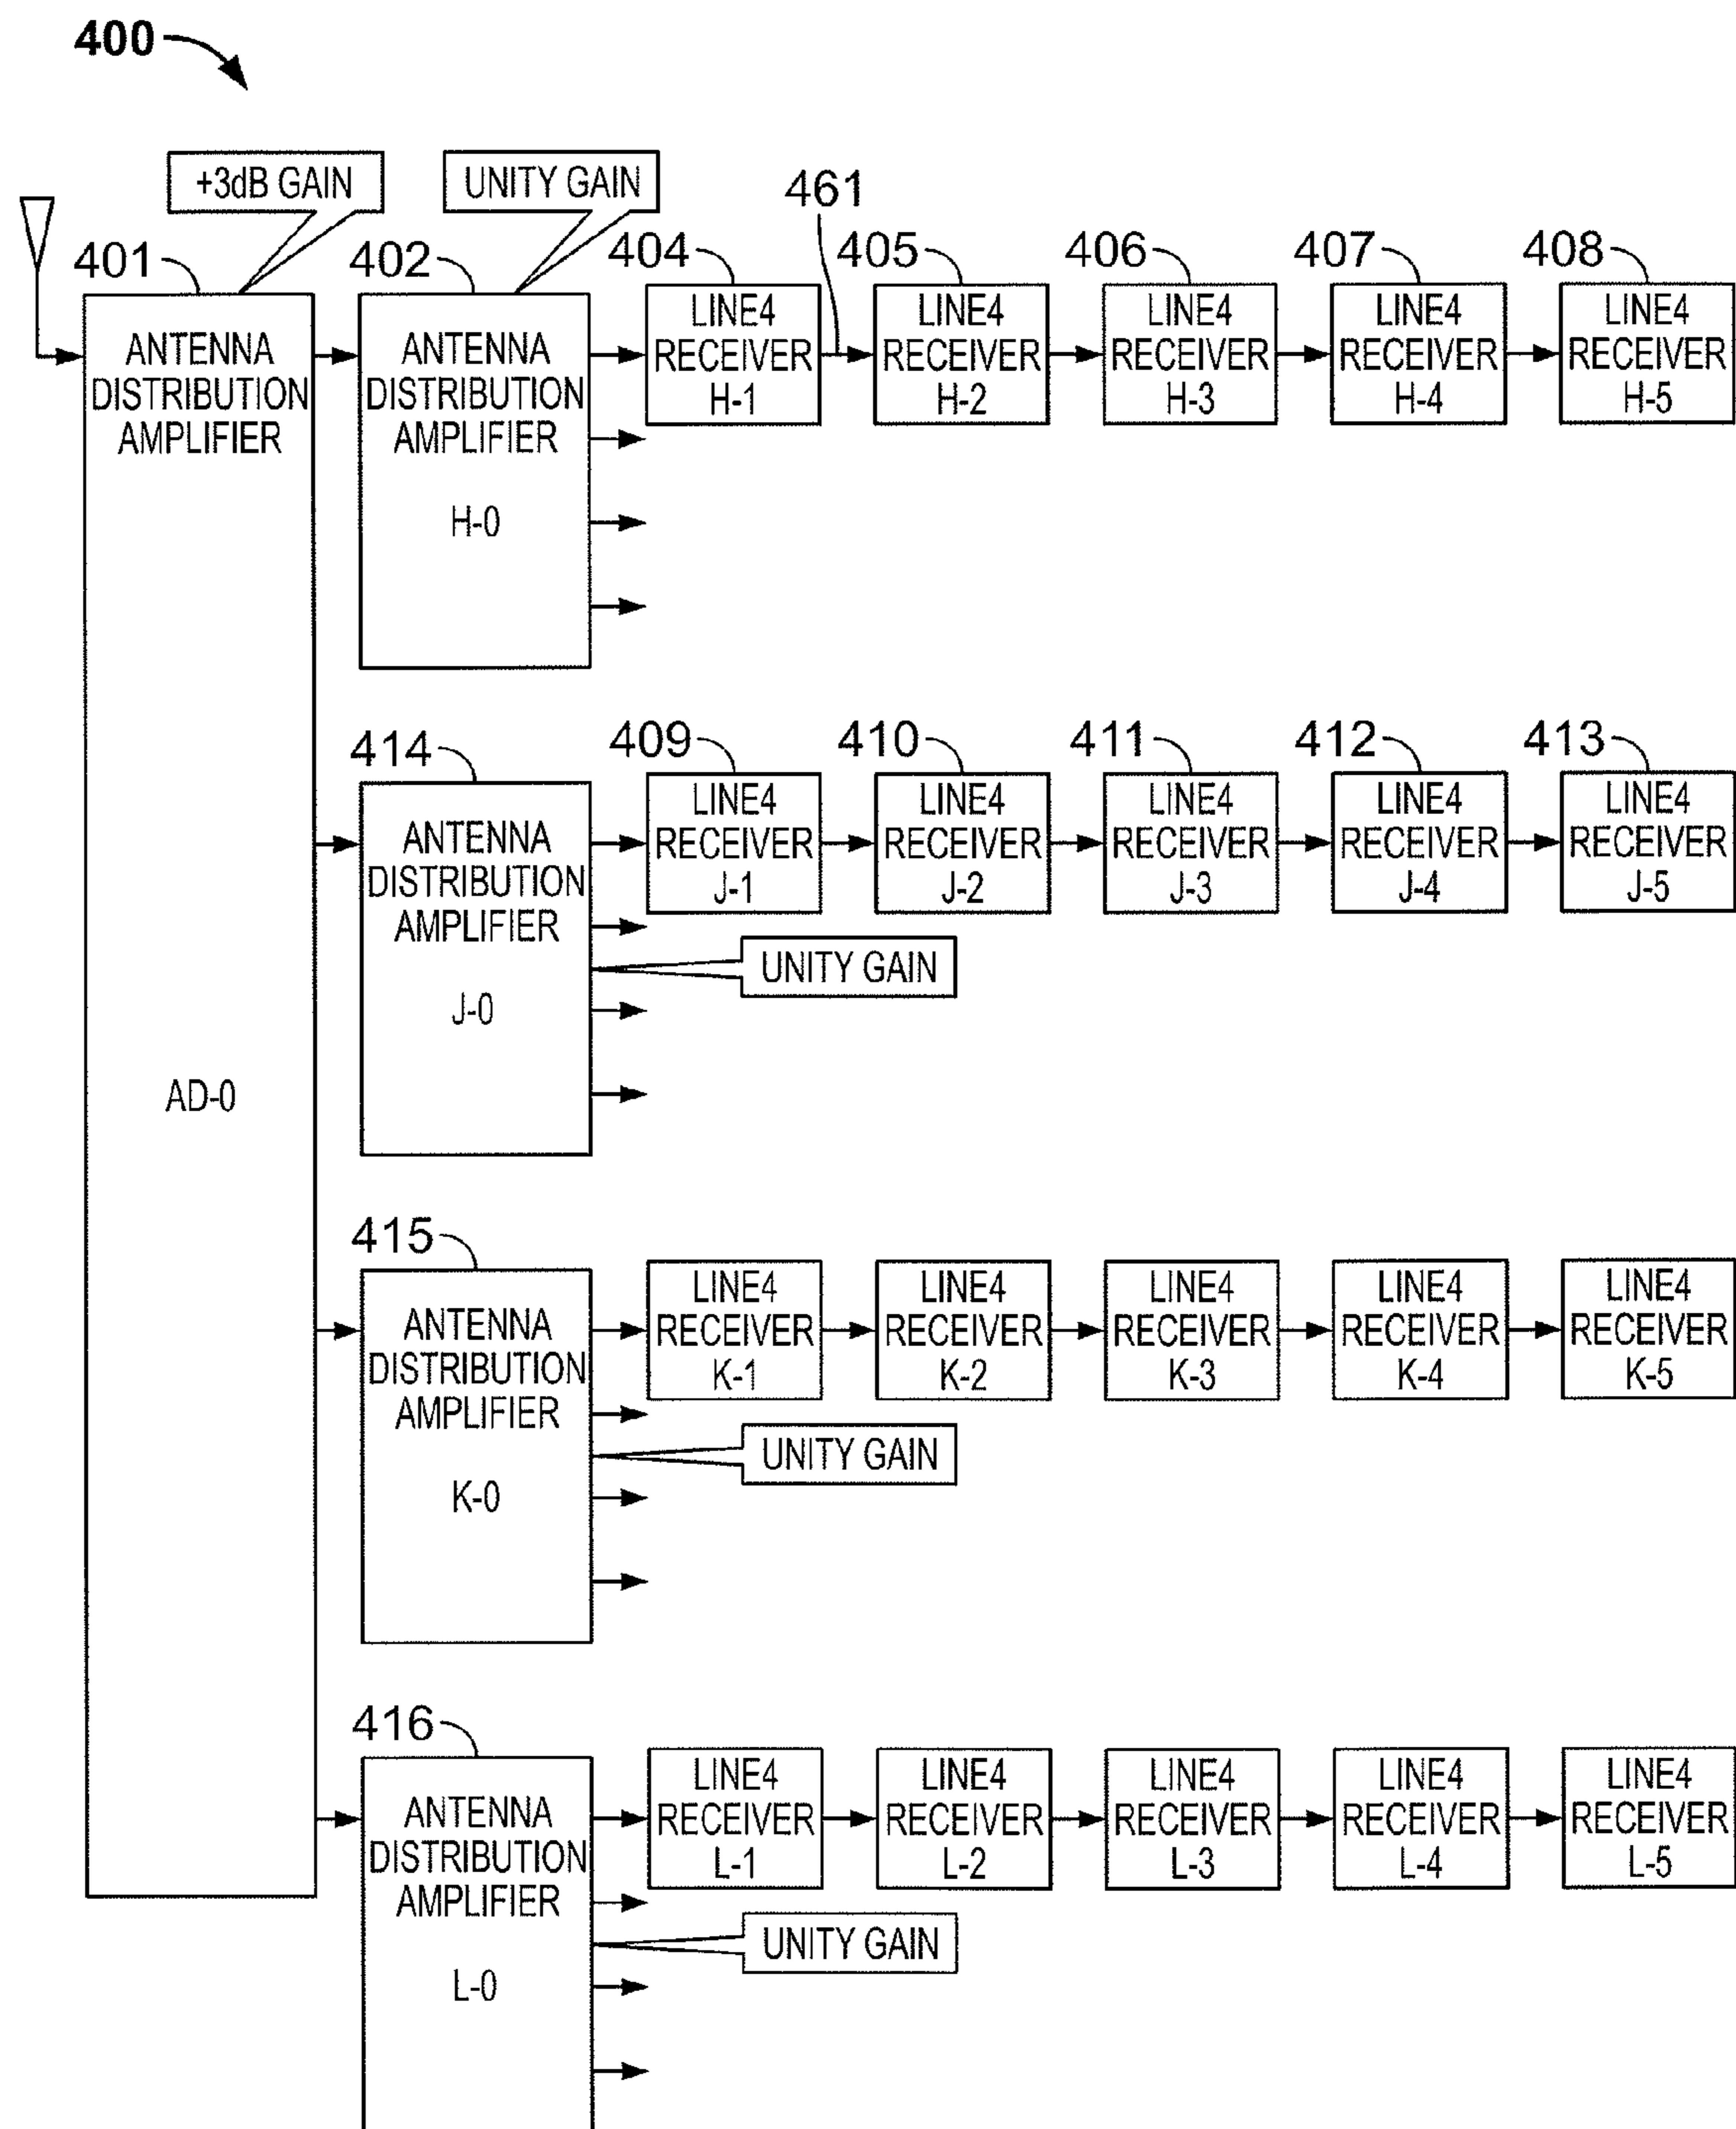 400
+3dB GAIN
UNITY GAIN
461
401
402
404
405
406
407
408
ANTENNA
DISTRIBUTION
AMPLIFIER
AD-0
ANTENNA
DISTRIBUTION
AMPLIFIER
H-0
LINE4
RECEIVER
H-1
LINE4
RECEIVER
H-2
LINE4
RECEIVER
H-3
LINE4
RECEIVER
H-4
LINE4
RECEIVER
H-5
414
409
410
411
412
413
ANTENNA
DISTRIBUTION
AMPLIFIER
J-0
LINE4
RECEIVER
J-1
LINE4
RECEIVER
J-2
LINE4
RECEIVER
J-3
LINE4
RECEIVER
J-4
LINE4
RECEIVER
J-5
UNITY GAIN
415
ANTENNA
DISTRIBUTION
AMPLIFIER
K-0
LINE4
RECEIVER
K-1
LINE4
RECEIVER
K-2
LINE4
RECEIVER
K-3
LINE4
RECEIVER
K-4
LINE4
RECEIVER
K-5
UNITY GAIN
416
ANTENNA
DISTRIBUTION
AMPLIFIER
L-0
LINE4
RECEIVER
L-1
LINE4
RECEIVER
L-2
LINE4
RECEIVER
L-3
LINE4
RECEIVER
L-4
LINE4
RECEIVER
L-5
UNITY GAIN